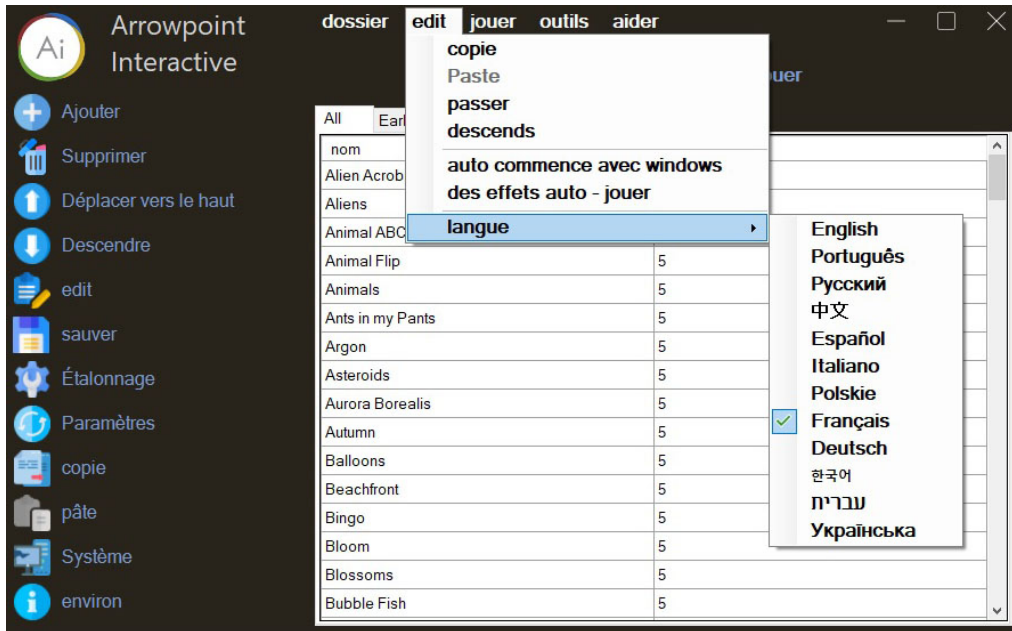 Ai
Arrowpoint
Interactive
dossier edit jouer outils aider
Ajouter
Supprimer
Déplacer vers le haut
Descendre
edit
sauver
Étalonnage
Paramètres
copie
pâte
Système
environ
copie
Paste
passer
descends
auto commence avec windows
des effets auto - jouer
langue
English
Português
Русский
中文
Español
Italiano
Polskie
Français
Deutsch
한국어
עברית
Українська
All
nom
Aliens
Animal ABC
Animal Flip 5
Animals 5
Ants in my Pants 5
Argon 5
Asteroids 5
Aurora Borealis 5
Autumn 5
Balloons 5
Beachfront 5
Bingo 5
Bloom 5
Blossoms 5
Bubble Fish 5